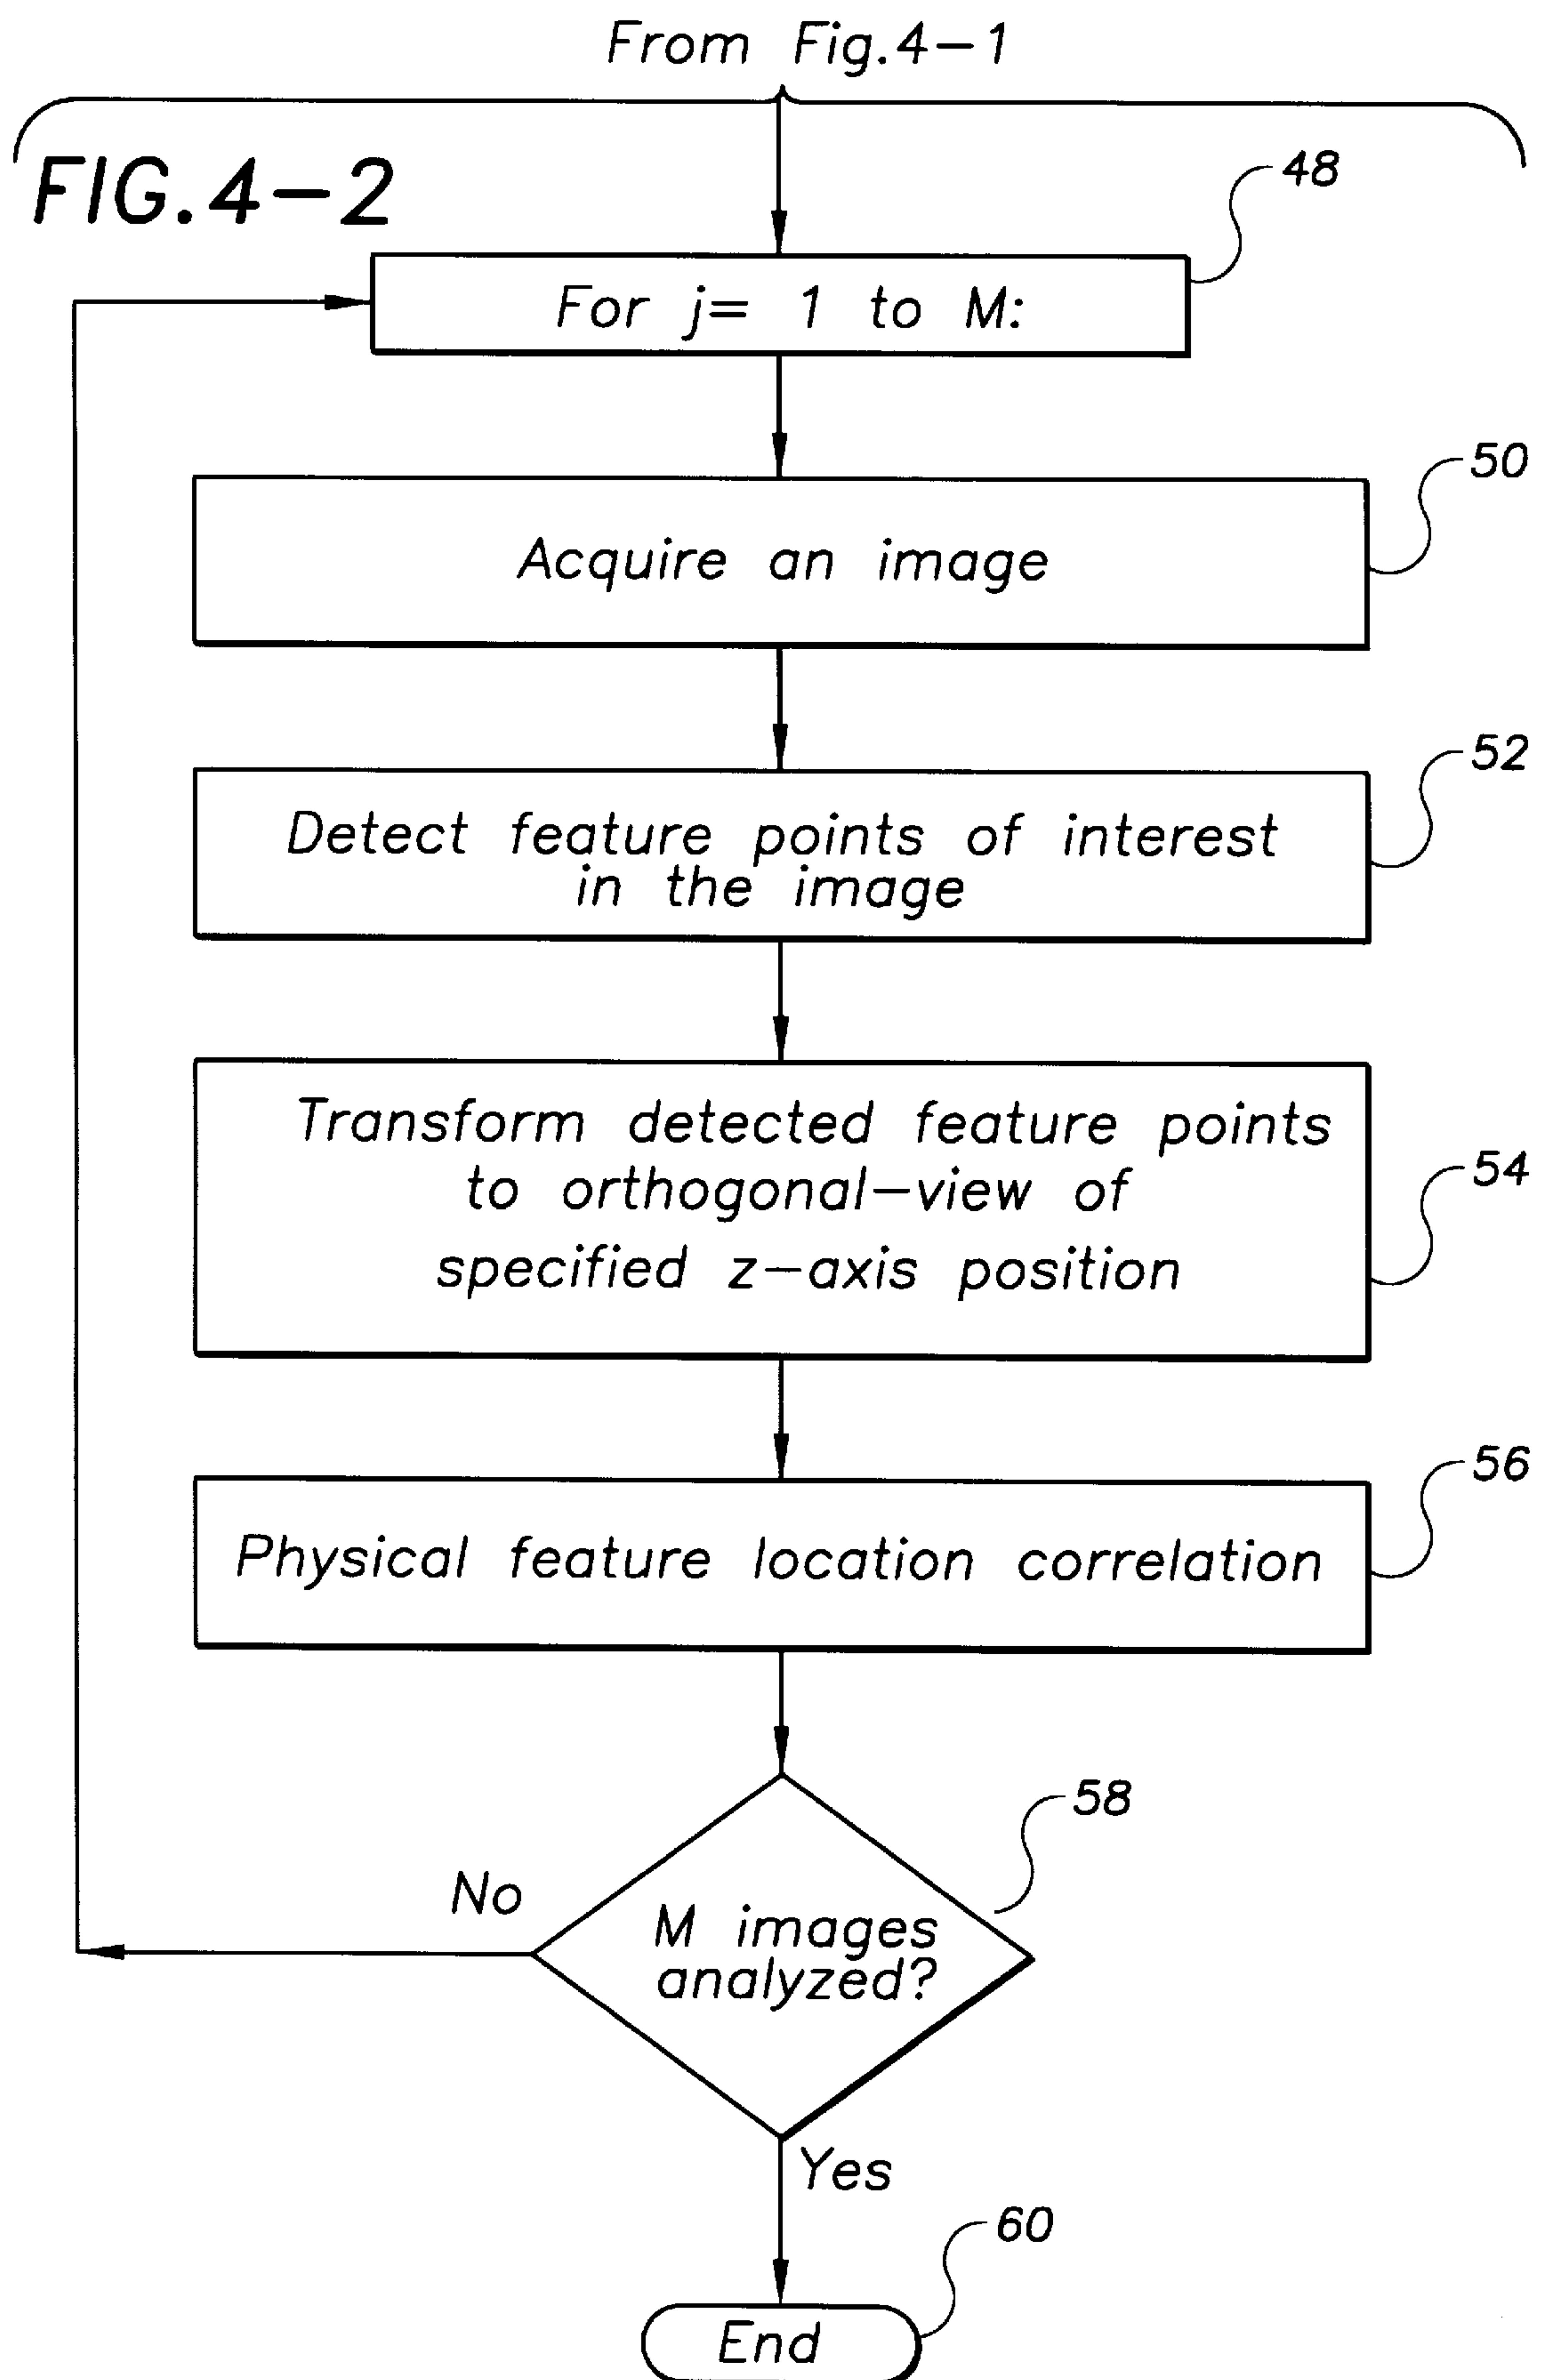 From Fig.4-1
FIG.4-2
48
For j= 1 to M:
50
Acquire an image
52
Detect feature points of interest
in the image
Transform detected feature points
to orthogonal-view of
54
specified z-axis position
56
Physical feature location correlation
58
No
M images
analyzed?
Yes
60
End